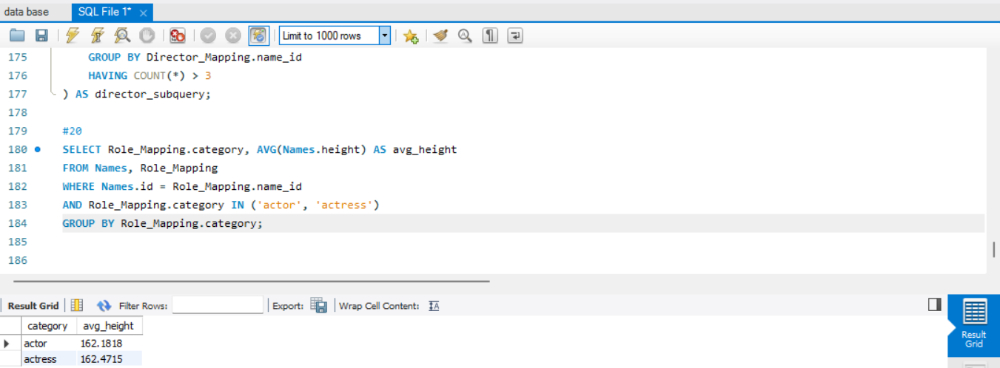 data base SQL File 1* ×
Limit to 1000 rows
175 GROUP BY Director_Mapping.name_id
176 HAVING COUNT(*) > 3
177 ) AS director_subquery;
178
179 #20
180 SELECT Role_Mapping.category, AVG(Names.height) AS avg_height
181 FROM Names, Role_Mapping
182 WHERE Names.id = Role_Mapping.name_id
183 AND Role_Mapping.category IN ('actor', 'actress')
184 GROUP BY Role_Mapping.category;
185
186
Result Grid Filter Rows: Export: Wrap Cell Content: IA
category avg_height
actor 162.1818
actress 162.4715
Result
Grid